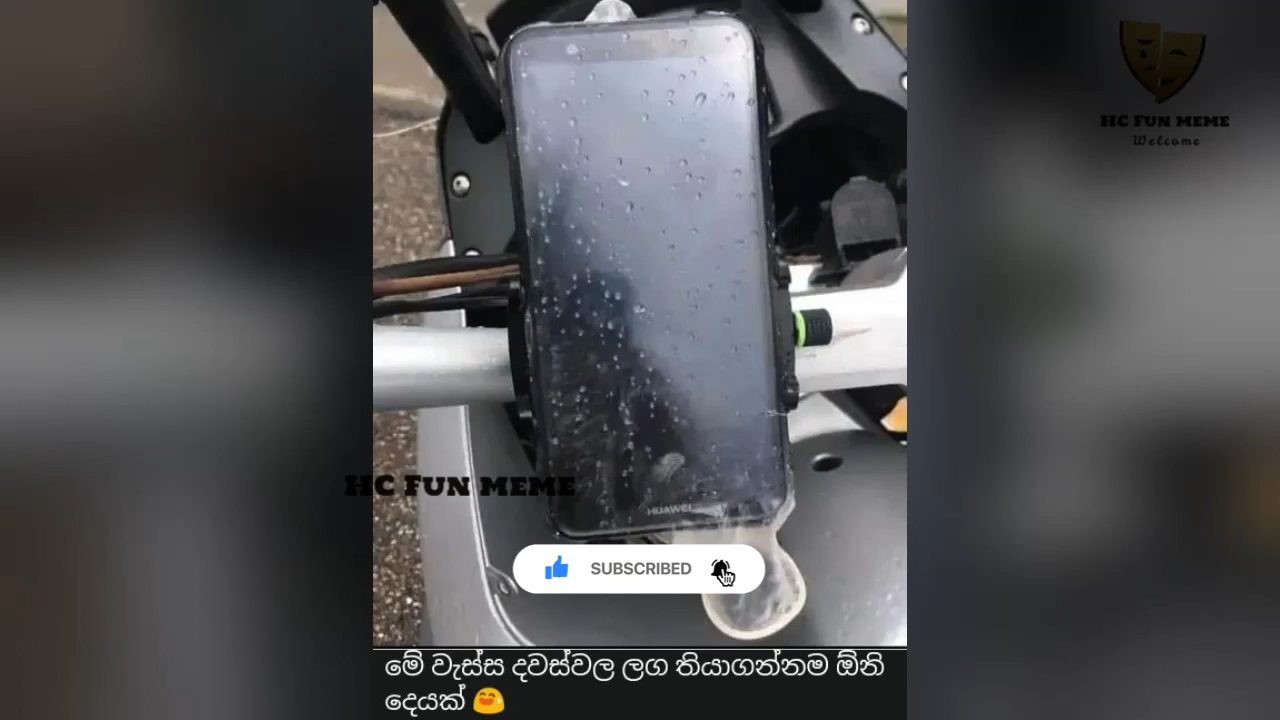 HC FUN MEME
Welcome
HC FUN MEME
HUAWEI
SUBSCRIBED
මේ වැස්ස දවස්වල ලග තියාගන්නම ඕනි
දෙයක් 😅